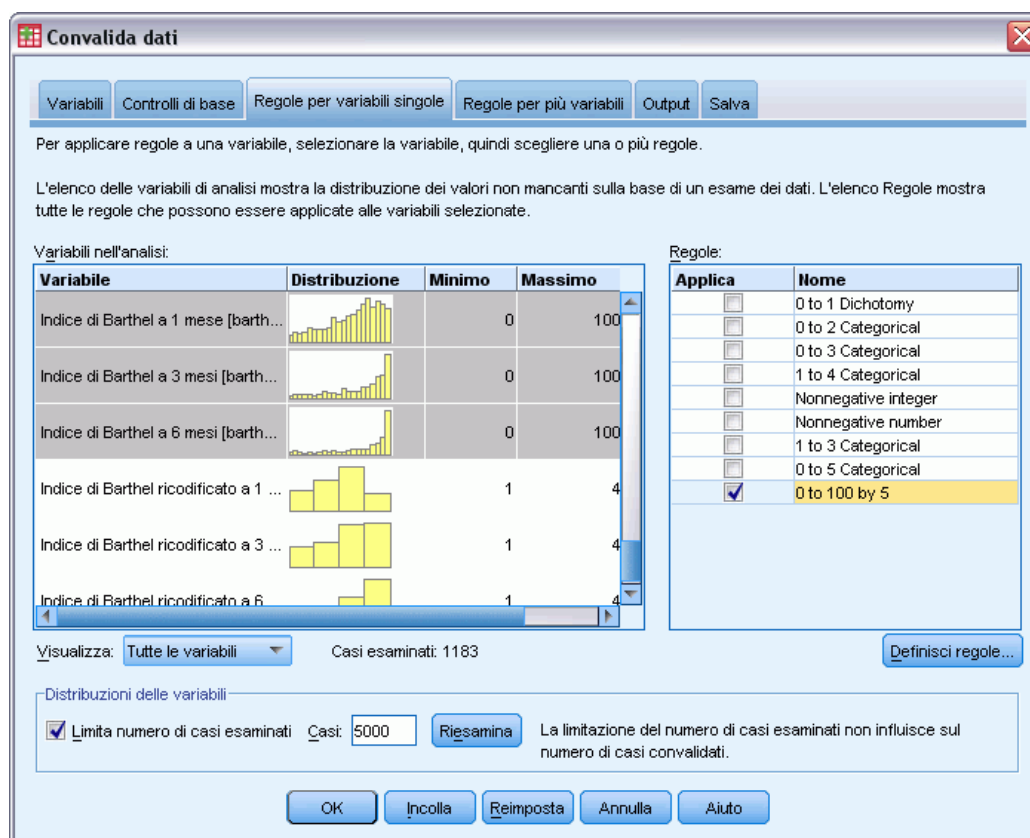 Convalida dati
Variabili Controlli di base Regole per variabili singole Regole per più variabili Output Salva
Per applicare regole a una variabile, selezionare la variabile, quindi scegliere una o più regole.
L'elenco delle variabili di analisi mostra la distribuzione dei valori non mancanti sulla base di un esame dei dati. L'elenco Regole mostra
tutte le regole che possono essere applicate alle variabili selezionate.
Variabili nell'analisi:
Variabile Distribuzione Minimo Massimo
Indice di Barthel a 1 mese [barth... 0 100
Indice di Barthel a 3 mesi [barth... 0 100
Indice di Barthel a 6 mesi [barth... 0 100
Indice di Barthel ricodificato a 1 ... 1 4
Indice di Barthel ricodificato a 3 ... 1 4
Indice di Barthel ricodificato a 6 1 4
Regole:
Applica Nome
0 to 1 Dichotomy
0 to 2 Categorical
0 to 3 Categorical
1 to 4 Categorical
Nonnegative integer
Nonnegative number
1 to 3 Categorical
0 to 5 Categorical
0 to 100 by 5
Visualizza: Tutte le variabili Casi esaminati: 1183
Definisci regole...
Distribuzioni delle variabili
Limita numero di casi esaminati Casi: 5000 Riesamina
La limitazione del numero di casi esaminati non influisce sul
numero di casi convalidati.
OK Incolla Reimposta Annulla Aiuto